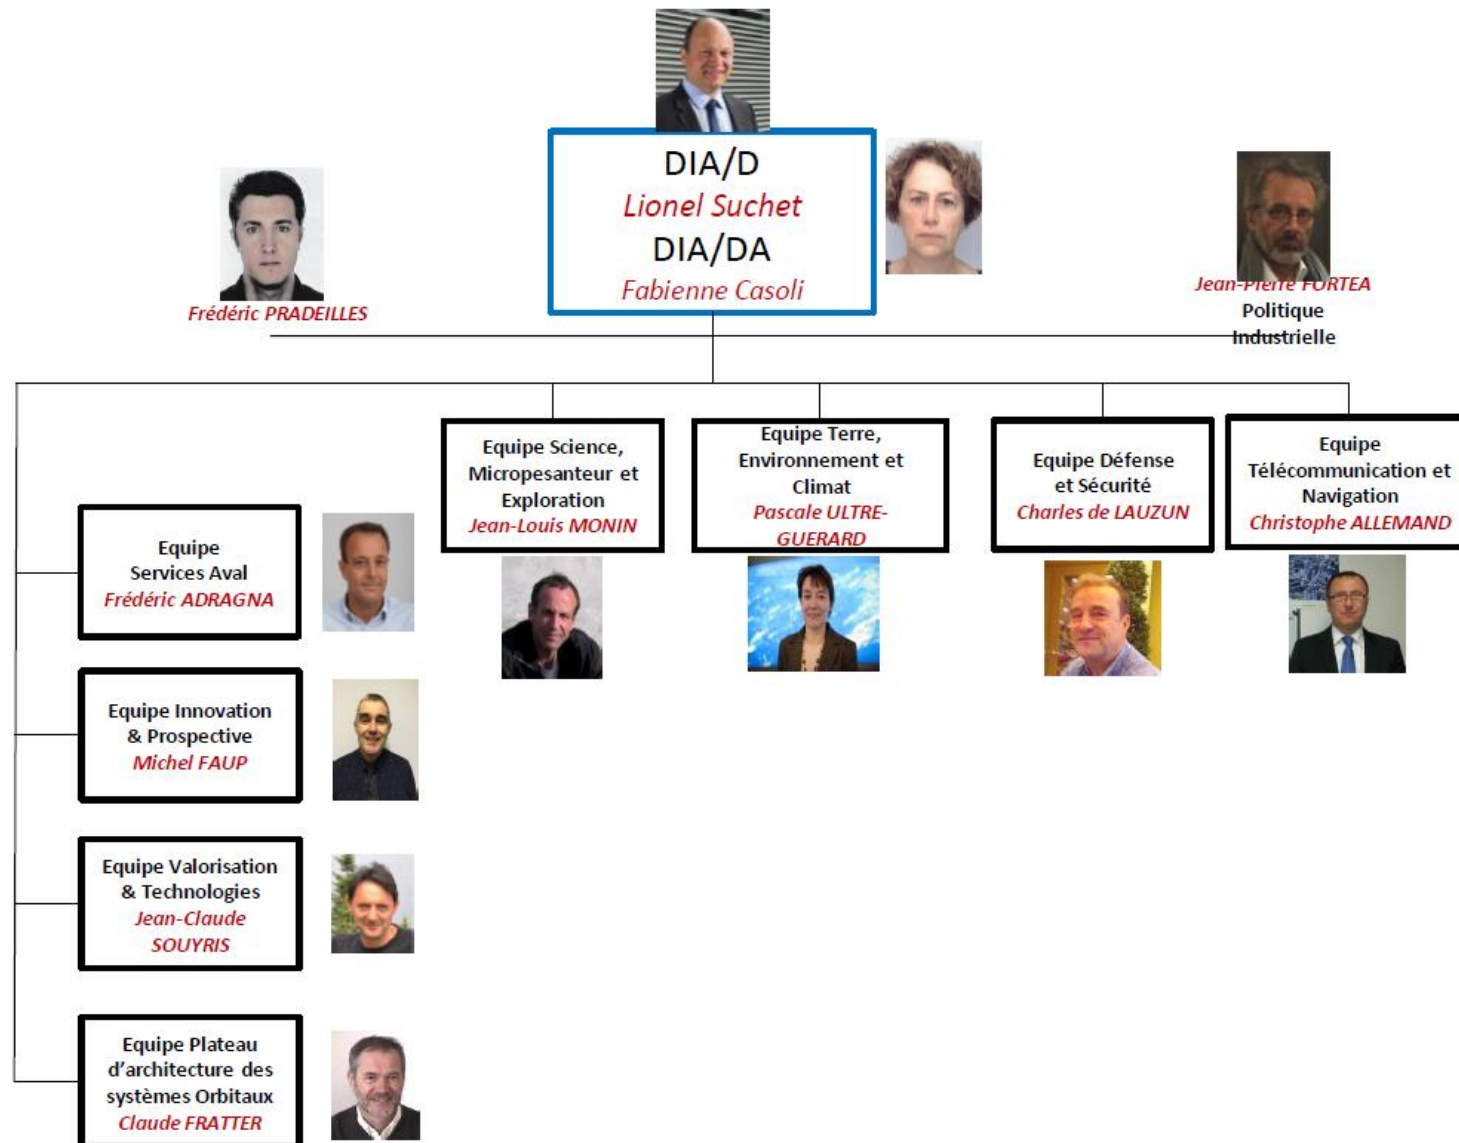 DIA/D
Lionel Suchet
DIA/DA
Fabienne Casoli
Frédéric PRADEILLES
Jean-Pierre FORTEA
Politique
Industrielle
Equipe Science,
Micropesanteur et
Exploration
Jean-Louis MONIN
Equipe Terre,
Environnement et
Climat
Pascale ULTRE-
GUERARD
Equipe Défense
et Sécurité
Charles de LAUZUN
Equipe
Télécommunication et
Navigation
Christophe ALLEMAND
Equipe
Services Aval
Frédéric ADRAGNA
Equipe Innovation
& Prospective
Michel FAUP
Equipe Valorisation
& Technologies
Jean-Claude
SOUYRIS
Equipe Plateau
d’architecture des
systèmes Orbitaux
Claude FRATTER